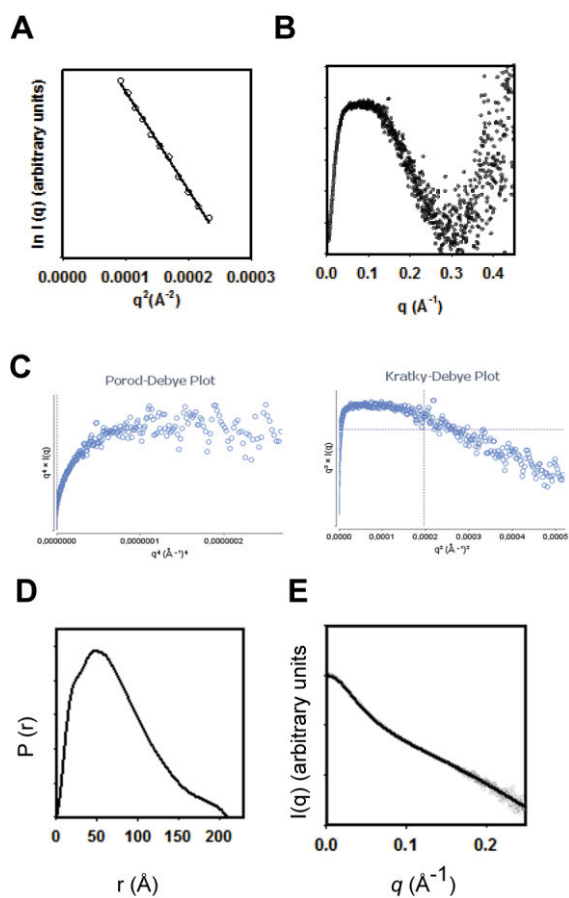 A
ln I(q) (arbitrary units)
0.0000 0.0001 0.0002 0.0003
q²(Å⁻²)
B
0.0 0.1 0.2 0.3 0.4
q (Å⁻¹)
C
Porod-Debye Plot
q⁴ × I(q)
0.0000000 0.0000001 0.0000002
q⁴ (Å⁻¹)⁴
Kratky-Debye Plot
q² × I(q)
0.0000 0.0001 0.0002 0.0003 0.0004 0.0005
q² (Å⁻¹)²
D
P (r)
0 50 100 150 200
r (Å)
E
I(q) (arbitrary units
0.0 0.1 0.2
q (Å⁻¹)